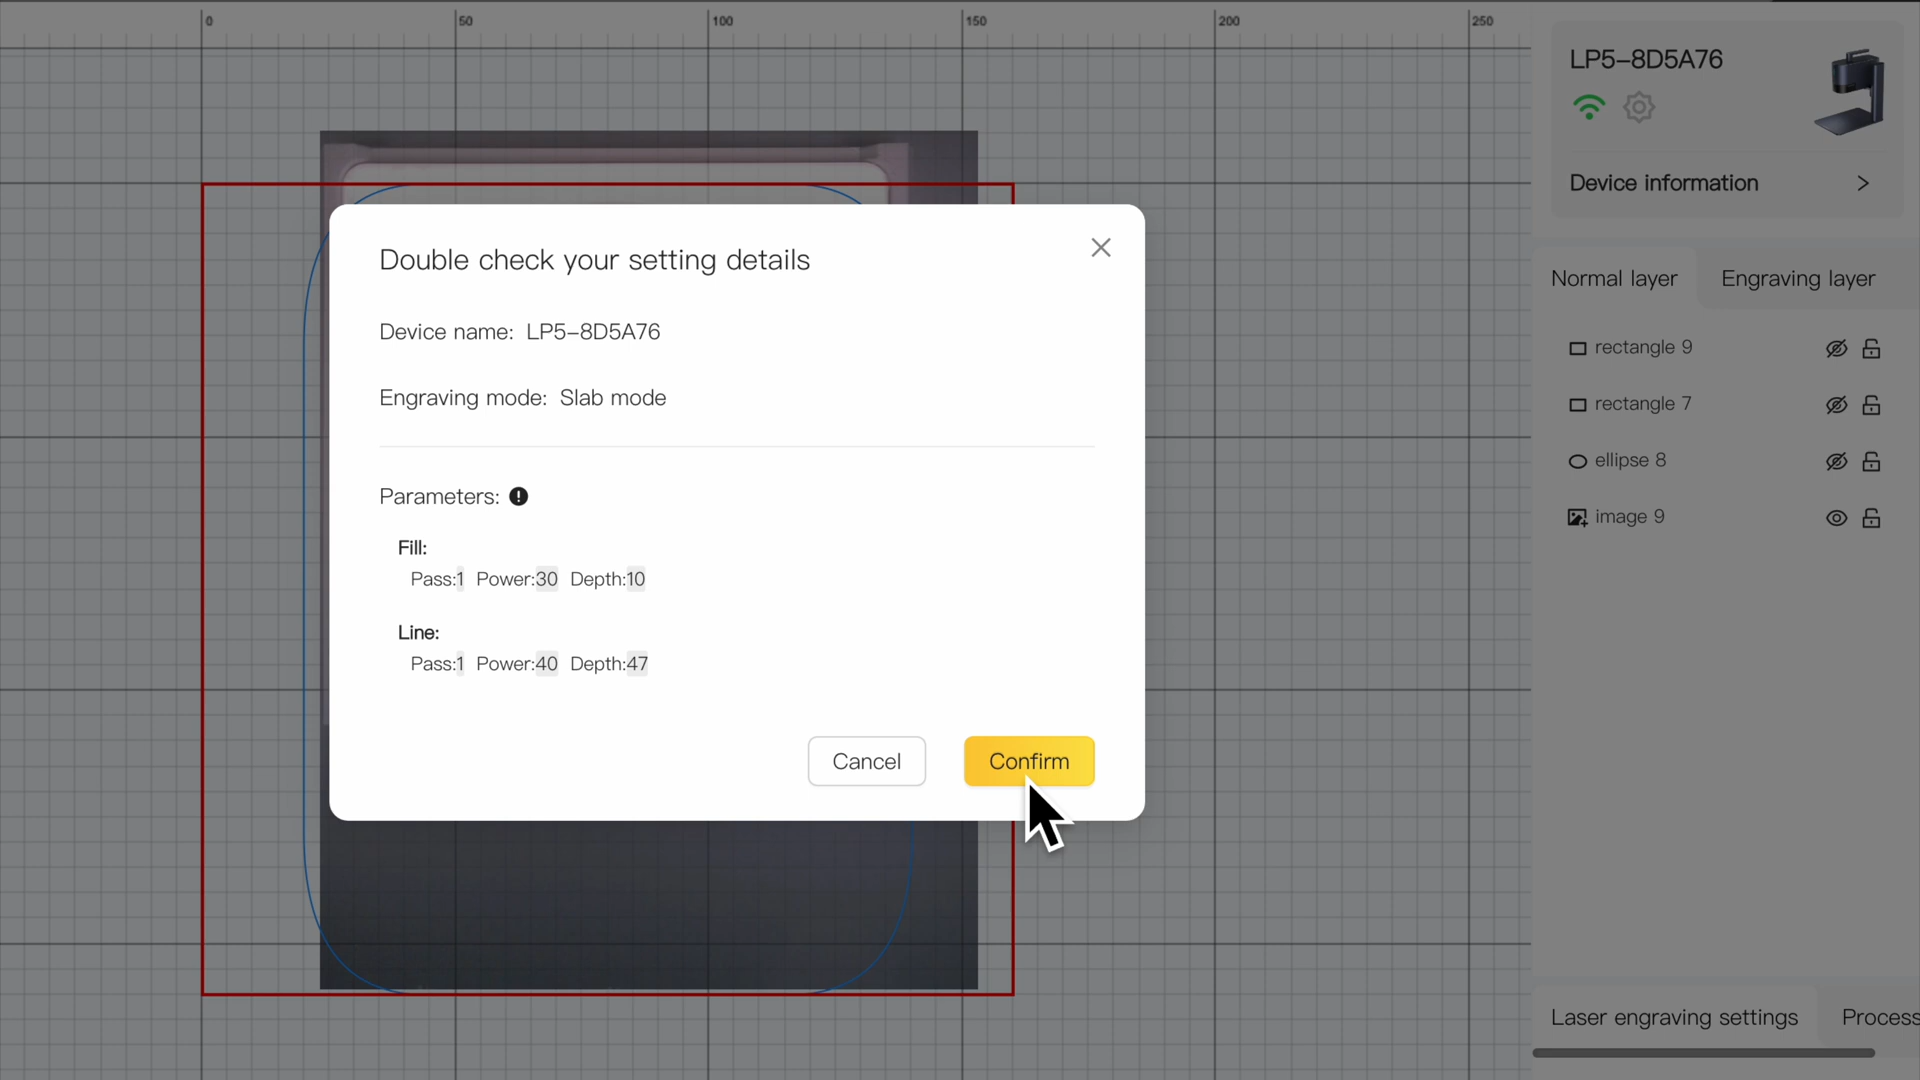 0 50 100 150 200 250
LP5-8D5A76
Device information
Normal layer Engraving layer
rectangle 9
rectangle 7
ellipse 8
image 9
Double check your setting details
Device name: LP5-8D5A76
Engraving mode: Slab mode
Parameters:
Fill:
Pass:1 Power:30 Depth:10
Line:
Pass:1 Power:40 Depth:47
Cancel Confirm
Laser engraving settings Process